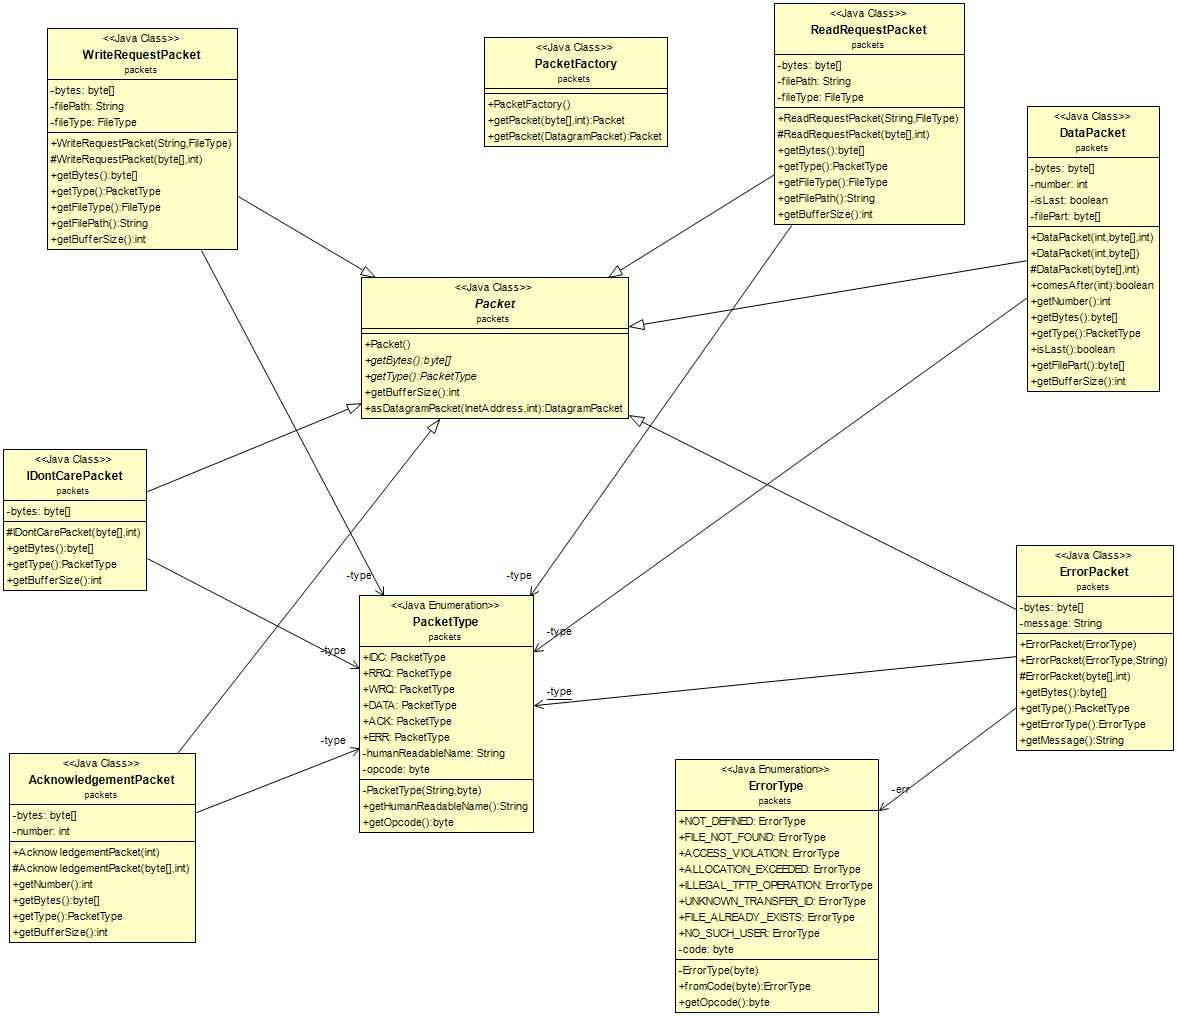 <<Java Class>>
WriteRequestPacket
packets
-bytes: byte[]
-filePath: String
-fileType: FileType
+WriteRequestPacket(String,FileType)
#WriteRequestPacket(byte[],int)
+getBytes():byte[]
+getType():PacketType
+getFileType():FileType
+getFilePath():String
+getBufferSize():int
<<Java Class>>
PacketFactory
packets
+PacketFactory()
+getPacket(byte[],int):Packet
+getPacket(DatagramPacket):Packet
<<Java Class>>
ReadRequestPacket
packets
-bytes: byte[]
-filePath: String
-fileType: FileType
+ReadRequestPacket(String,FileType)
#ReadRequestPacket(byte[],int)
+getBytes():byte[]
+getType():PacketType
+getFileType():FileType
+getFilePath():String
+getBufferSize():int
<<Java Class>>
DataPacket
packets
-bytes: byte[]
-number: int
-isLast: boolean
-filePart: byte[]
+DataPacket(int,byte[],int)
+DataPacket(int,byte[])
#DataPacket(byte[],int)
+comesAfter(int):boolean
+getNumber():int
+getBytes():byte[]
+getType():PacketType
+isLast():boolean
+getFilePart():byte[]
+getBufferSize():int
<<Java Class>>
Packet
packets
+Packet()
+getBytes():byte[]
+getType():PacketType
+getBufferSize():int
+asDatagramPacket(InetAddress,int):DatagramPacket
<<Java Class>>
IDontCarePacket
packets
-bytes: byte[]
#IDontCarePacket(byte[],int)
+getBytes():byte[]
+getType():PacketType
+getBufferSize():int
-type
-type
-type
-type
-type
-type
<<Java Enumeration>>
PacketType
packets
+IDC: PacketType
+RRQ: PacketType
+WRQ: PacketType
+DATA: PacketType
+ACK: PacketType
+ERR: PacketType
-humanReadableName: String
-opcode: byte
-PacketType(String,byte)
+getHumanReadableName():String
+getOpcode():byte
<<Java Class>>
ErrorPacket
packets
-bytes: byte[]
-message: String
+ErrorPacket(ErrorType)
+ErrorPacket(ErrorType,String)
#ErrorPacket(byte[],int)
+getBytes():byte[]
+getType():PacketType
+getErrorType():ErrorType
+getMessage():String
-err
<<Java Class>>
AcknowledgementPacket
packets
-bytes: byte[]
-number: int
+AcknowledgementPacket(int)
#AcknowledgementPacket(byte[],int)
+getNumber():int
+getBytes():byte[]
+getType():PacketType
+getBufferSize():int
<<Java Enumeration>>
ErrorType
packets
+NOT_DEFINED: ErrorType
+FILE_NOT_FOUND: ErrorType
+ACCESS_VIOLATION: ErrorType
+ALLOCATION_EXCEEDED: ErrorType
+ILLEGAL_TFTP_OPERATION: ErrorType
+UNKNOWN_TRANSFER_ID: ErrorType
+FILE_ALREADY_EXISTS: ErrorType
+NO_SUCH_USER: ErrorType
-code: byte
-ErrorType(byte)
+fromCode(byte):ErrorType
+getOpcode():byte